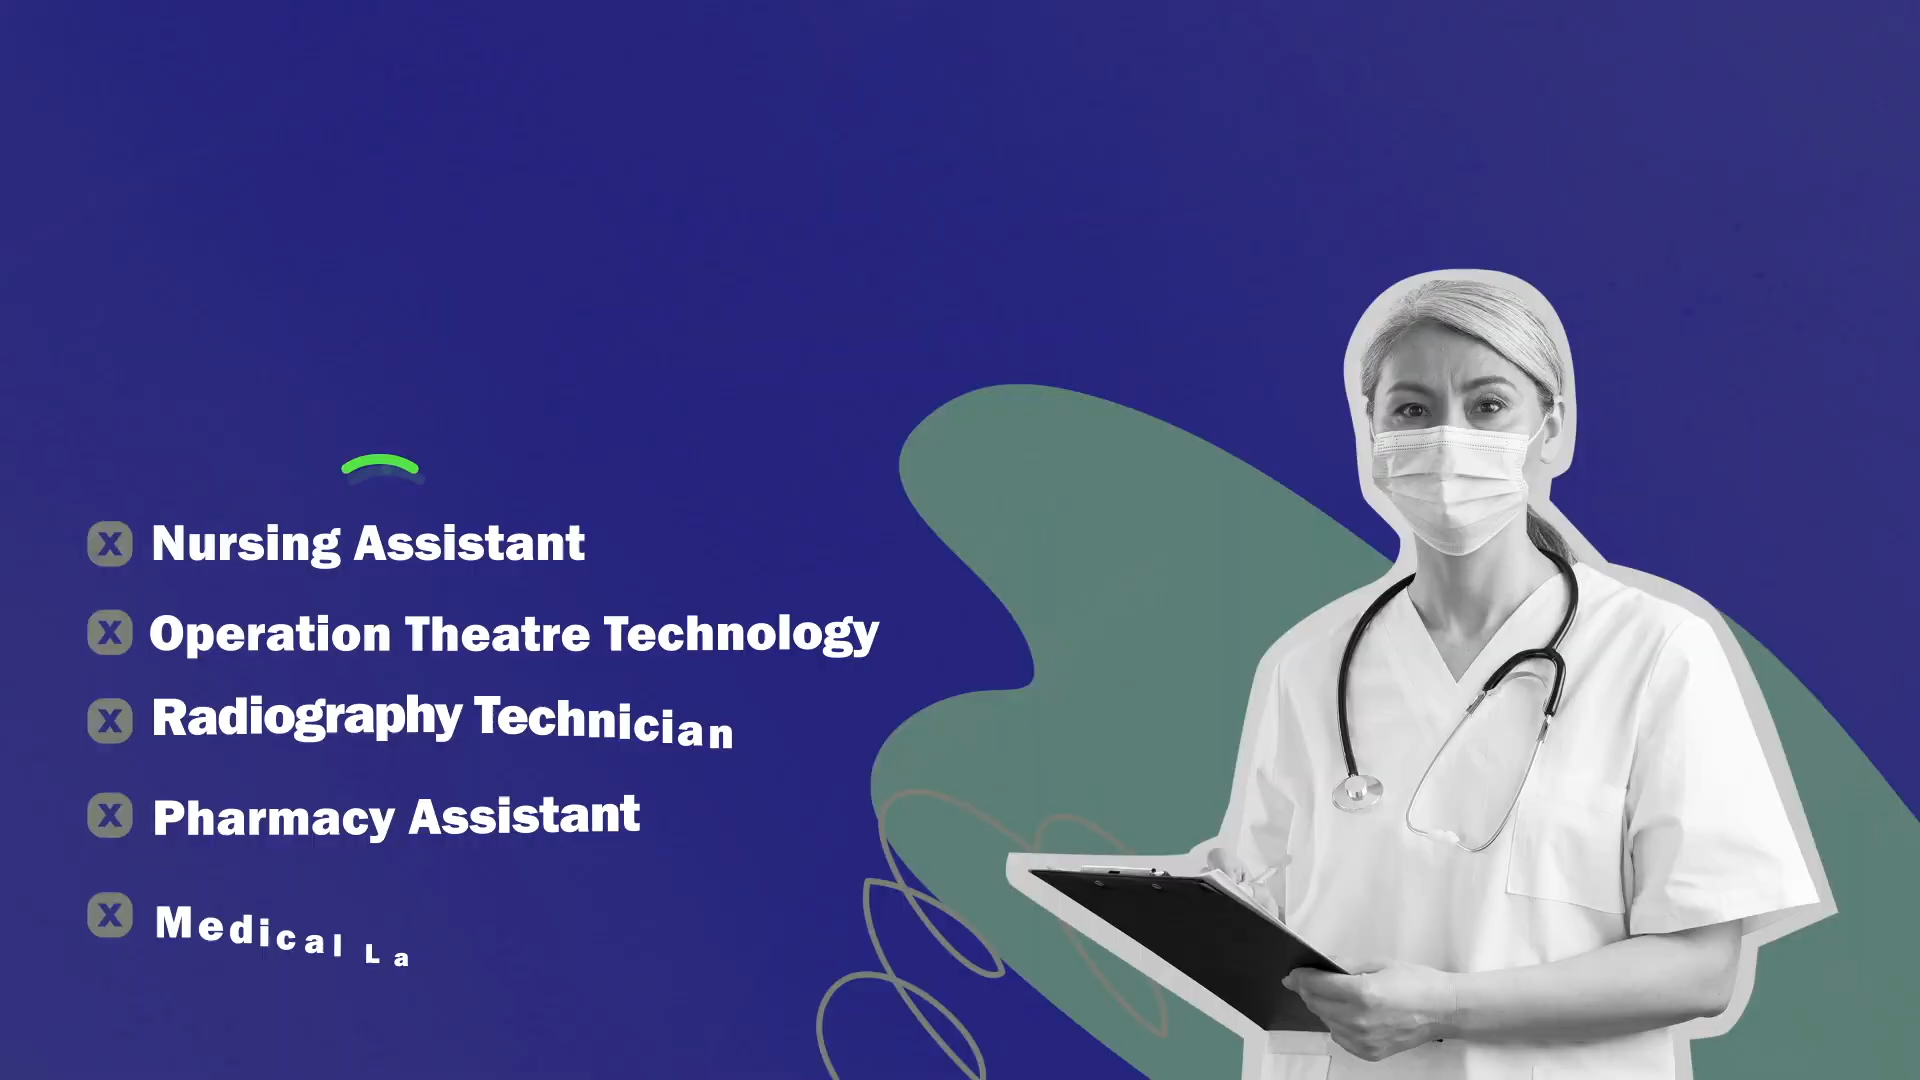 X Nursing Assistant
X Operation Theatre Technology
X Radiography Technician
X Pharmacy Assistant
X Medical La